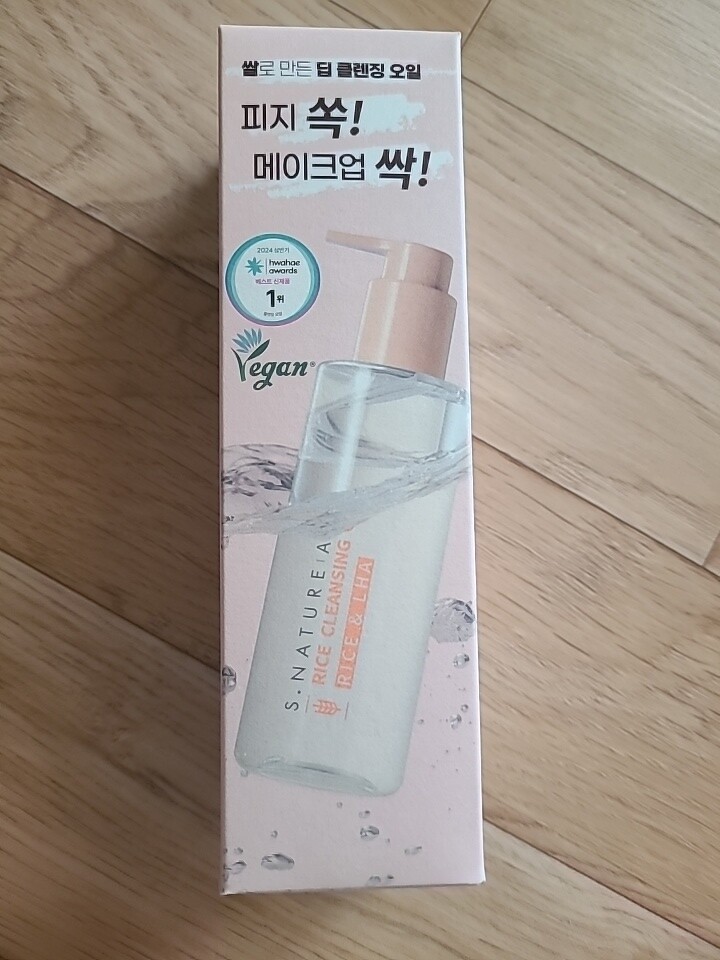 쌀로 만든 딥 클렌징 오일
피지 쏙!
메이크업 싹!
2024 상반기
hwahae
awards
베스트 신제품
1위
Vegan®
S·NATURE | A
RICE CLEANSING
RICE & LHA